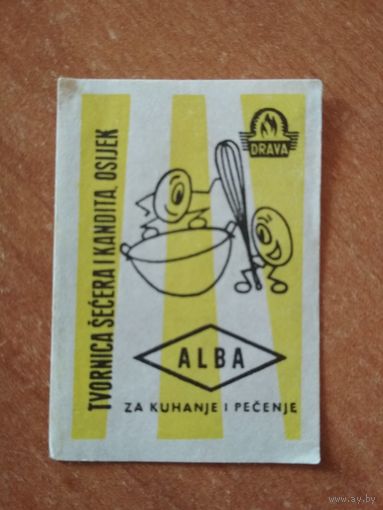 DRAVA
TVORNICA ŠEĆERA I KANDITA, OSIJEK
ALBA
ZA KUHANJE I PEČENJE
www.ay.by